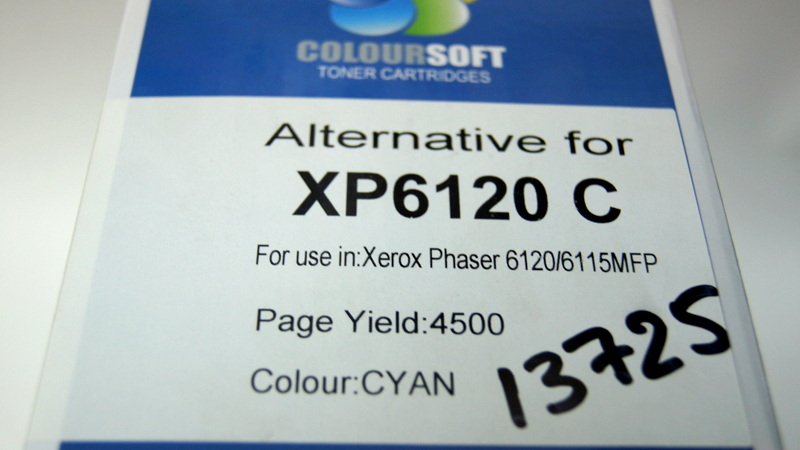 COLOURSOFT
TONER CARTRIDGES
Alternative for
XP6120 C
For use in:Xerox Phaser 6120/6115MFP
Page Yield:4500
Colour:CYAN
13725